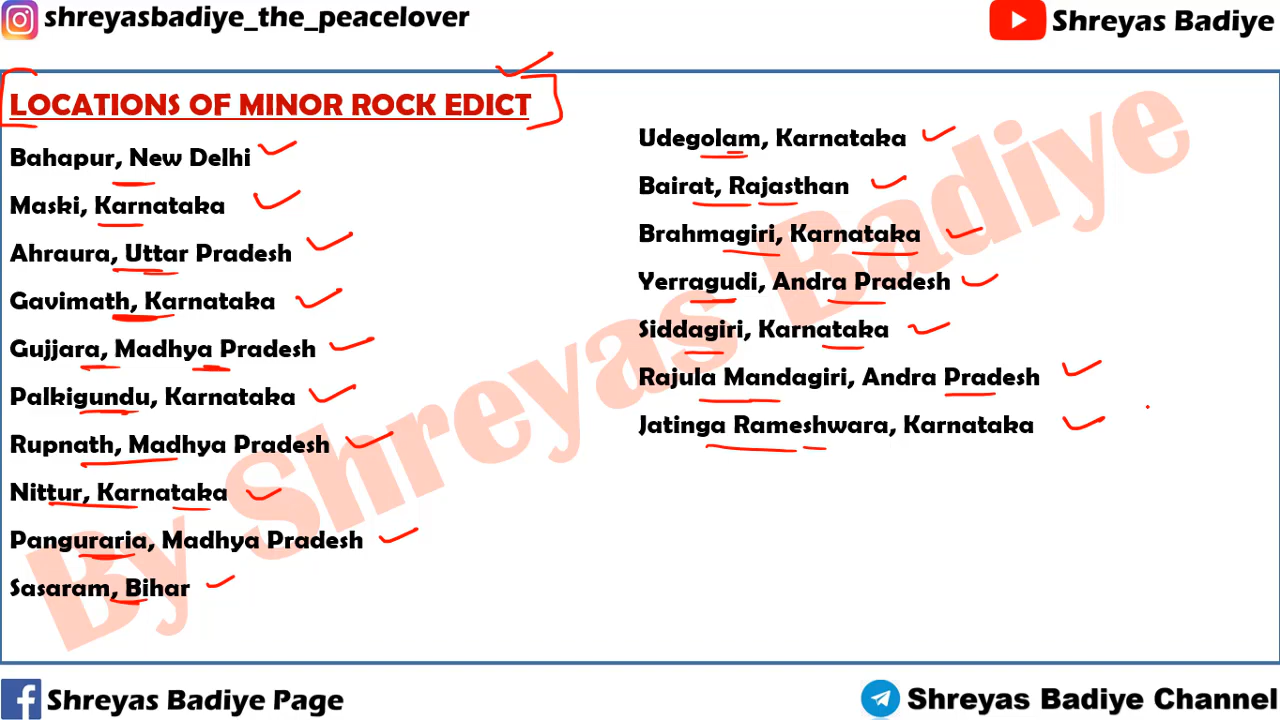 shreyasbadiye_the_peacelover
Shreyas Badiye
LOCATIONS OF MINOR ROCK EDICT
Bahapur, New Delhi
Maski, Karnataka
Ahraura, Uttar Pradesh
Gavimath, Karnataka
Gujjara, Madhya Pradesh
Palkigundu, Karnataka
Rupnath, Madhya Pradesh
Nittur, Karnataka
Panguraria, Madhya Pradesh
Sasaram, Bihar
Udegolam, Karnataka
Bairat, Rajasthan
Brahmagiri, Karnataka
Yerragudi, Andra Pradesh
Siddagiri, Karnataka
Rajula Mandagiri, Andra Pradesh
Jatinga Rameshwara, Karnataka
By Shreyas Badiye
Shreyas Badiye Page
Shreyas Badiye Channel